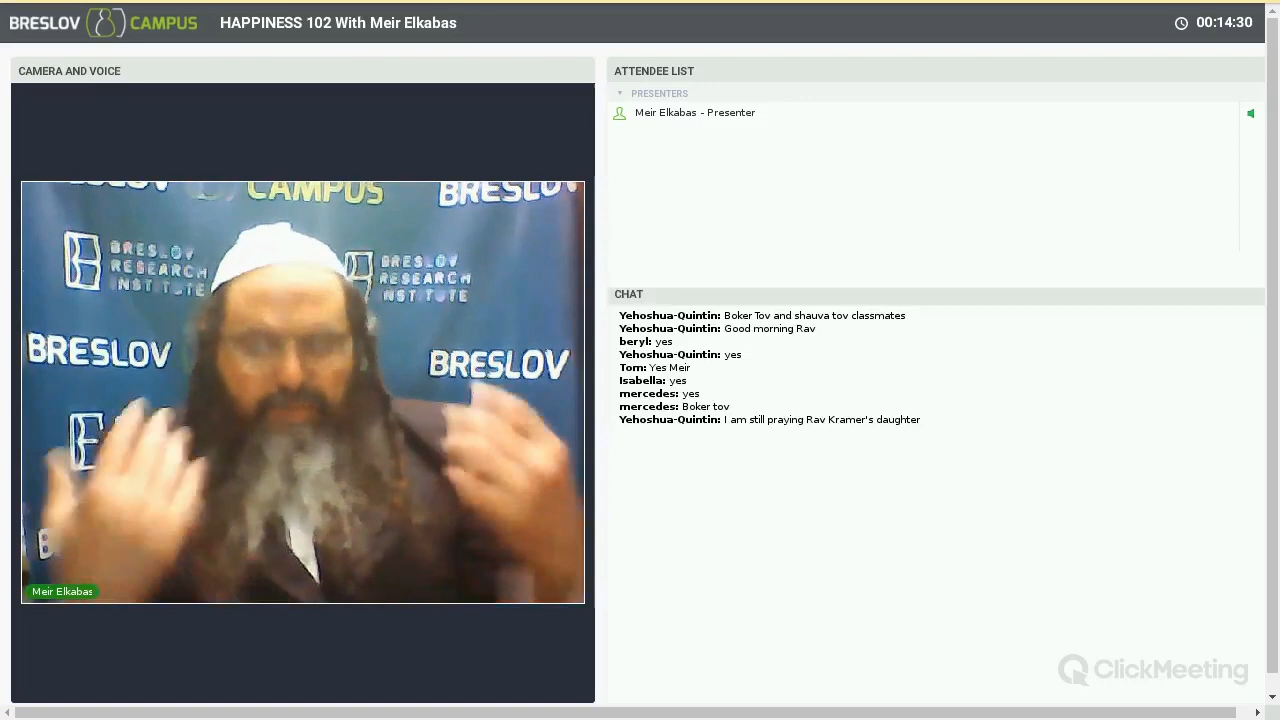 BRESLOV CAMPUS
HAPPINESS 102 With Meir Elkabas
00:14:30
CAMERA AND VOICE
CAMPUS
BRESLOV
BRESLOV
RESEARCH
INSTITUTE
BRESLOV
RESEARCH
INSTITUTE
BRESLOV
BRESLOV
Meir Elkabas
ATTENDEE LIST
PRESENTERS
Meir Elkabas - Presenter
CHAT
Yehoshua-Quintin: Boker Tov and shauva tov classmates
Yehoshua-Quintin: Good morning Rav
beryl: yes
Yehoshua-Quintin: yes
Tom: Yes Meir
Isabella: yes
mercedes: yes
mercedes: Boker tov
Yehoshua-Quintin: I am still praying Rav Kramer's daughter
ClickMeeting